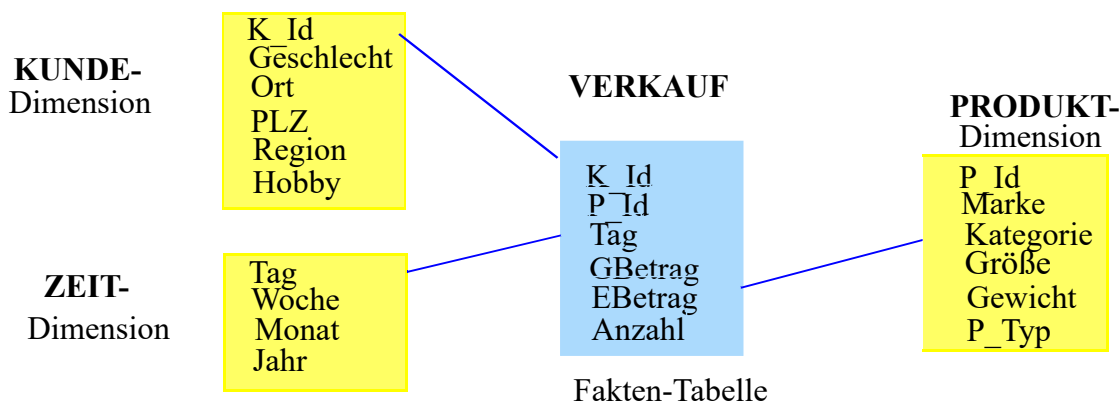 KUNDE-
Dimension
K_Id
Geschlecht
Ort
PLZ
Region
Hobby
ZEIT-
Dimension
Tag
Woche
Monat
Jahr
VERKAUF
K_Id
P_Id
Tag
GBetrag
EBetrag
Anzahl
Fakten-Tabelle
PRODUKT-
Dimension
P_Id
Marke
Kategorie
Größe
Gewicht
P_Typ